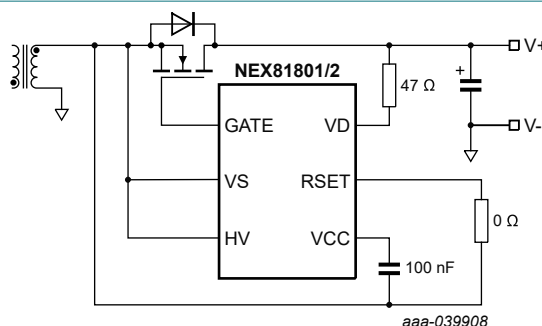 V+
NEX81801/2
47 Ω
+
GATE
VD
V-
VS
RSET
0 Ω
HV
VCC
100 nF
aaa-039908